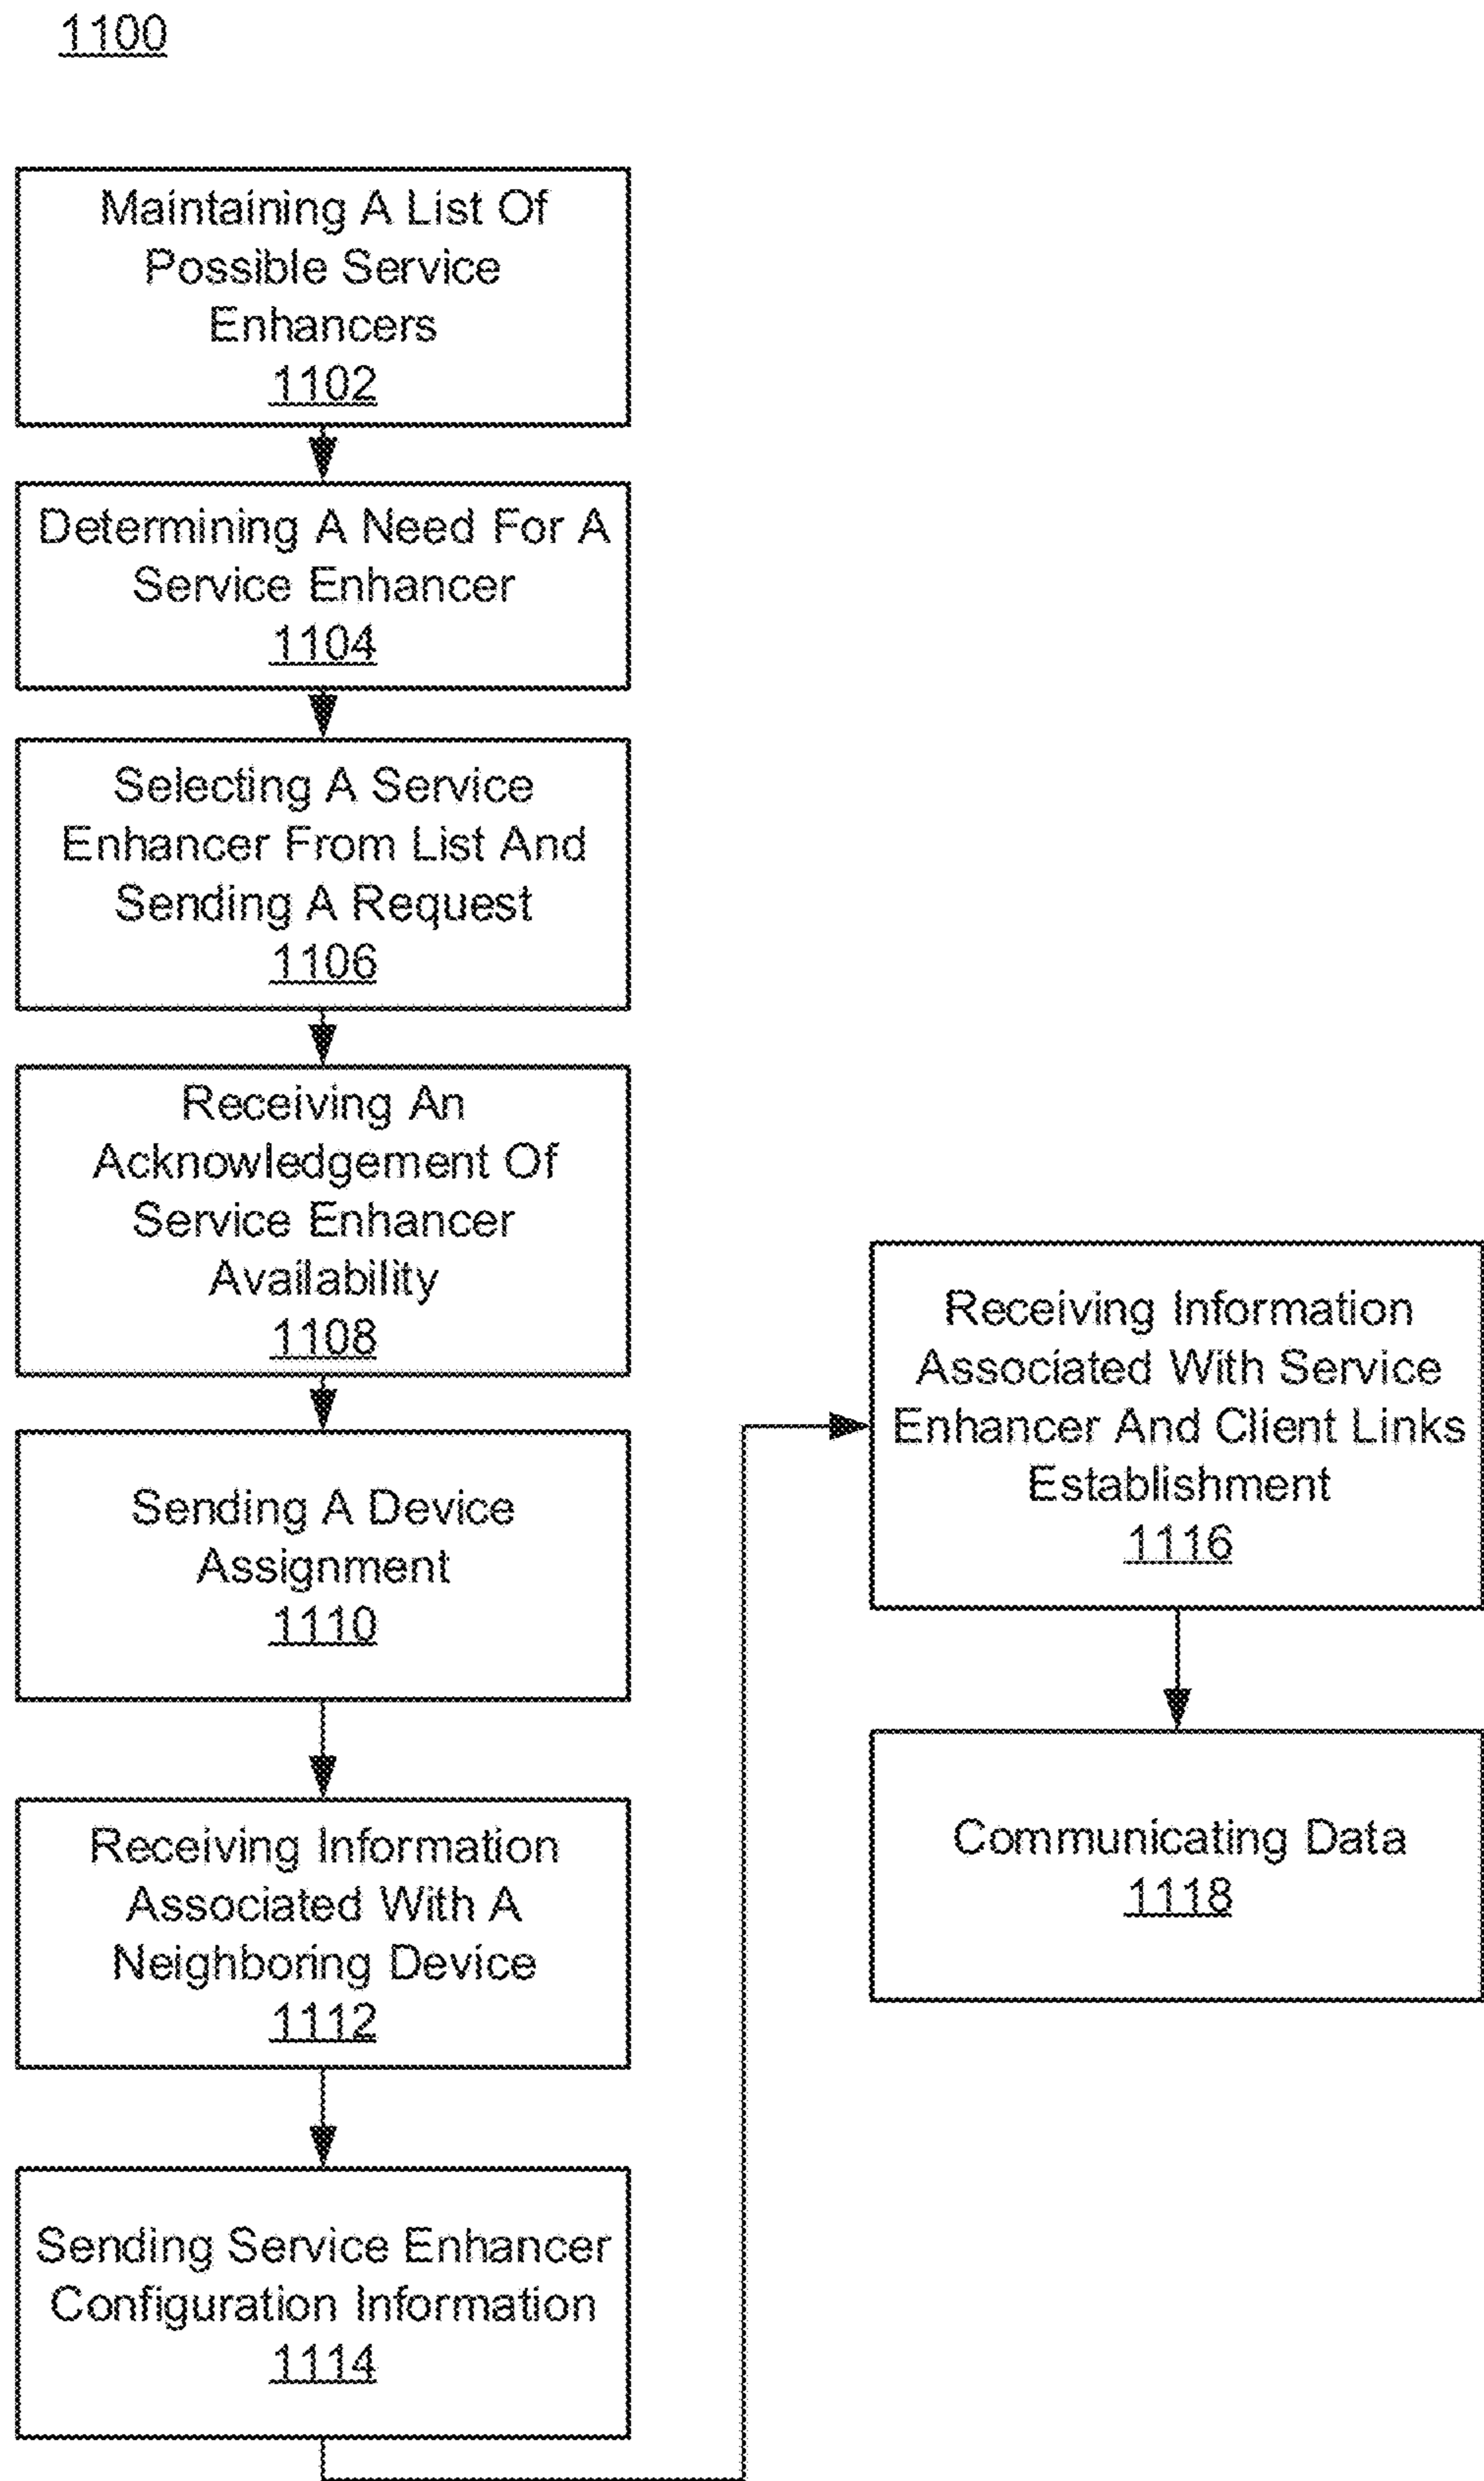 1100
Maintaining A List Of
Possible Service
Enhancers
1102
Determining A Need For A
Service Enhancer
1104
Selecting A Service
Enhancer From List And
Sending A Request
1106
Receiving An
Acknowledgement Of
Service Enhancer
Availability
1108
Sending A Device
Assignment
1110
Receiving Information
Associated With A
Neighboring Device
1112
Sending Service Enhancer
Configuration Information
1114
Receiving Information
Associated With Service
Enhancer And Client Links
Establishment
1116
Communicating Data
1118